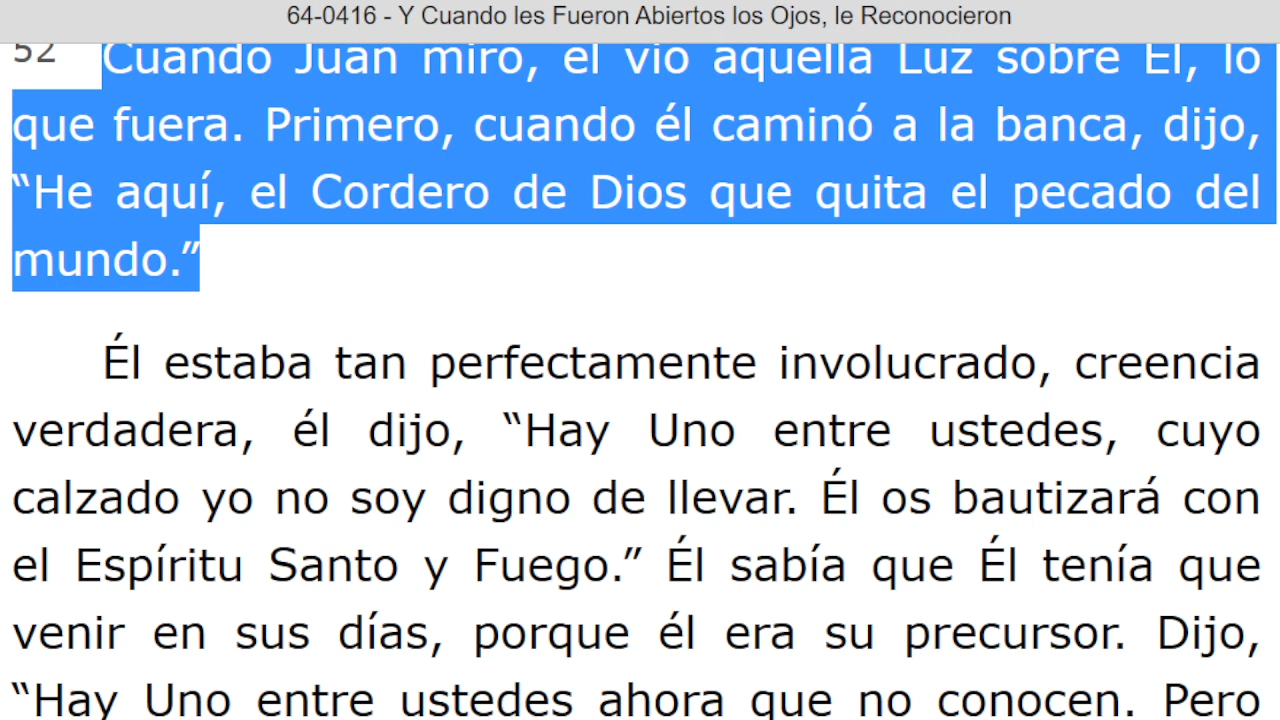 64-0416 - Y Cuando les Fueron Abiertos los Ojos, le Reconocieron
52 Cuando Juan miró, él vio aquella Luz sobre Él, lo
que fuera. Primero, cuando él caminó a la banca, dijo,
“He aquí, el Cordero de Dios que quita el pecado del
mundo.”
Él estaba tan perfectamente involucrado, creencia
verdadera, él dijo, “Hay Uno entre ustedes, cuyo
calzado yo no soy digno de llevar. Él os bautizará con
el Espíritu Santo y Fuego.” Él sabía que Él tenía que
venir en sus días, porque él era su precursor. Dijo,
“Hay Uno entre ustedes ahora que no conocen. Pero